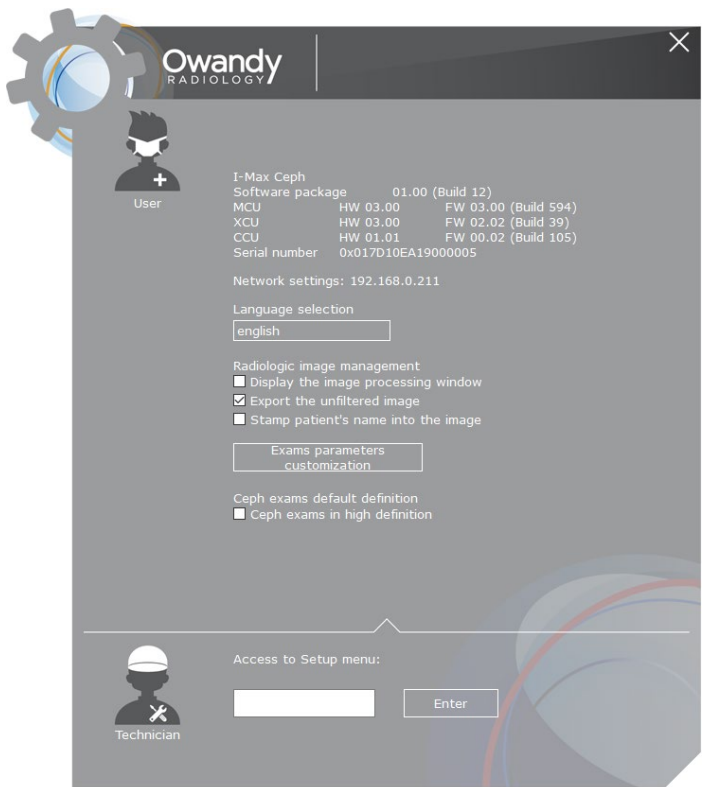 Owandy
RADIOLOGY
User
I-Max Ceph
Software package 01.00 (Build 12)
MCU HW 03.00 FW 03.00 (Build 594)
XCU HW 03.00 FW 02.02 (Build 39)
CCU HW 01.01 FW 00.02 (Build 105)
Serial number 0x017D10EA19000005
Network settings: 192.168.0.211
Language selection
english
Radiologic image management
Display the image processing window
Export the unfiltered image
Stamp patient's name into the image
Exams parameters
customization
Ceph exams default definition
Ceph exams in high definition
Access to Setup menu:
Enter
Technician